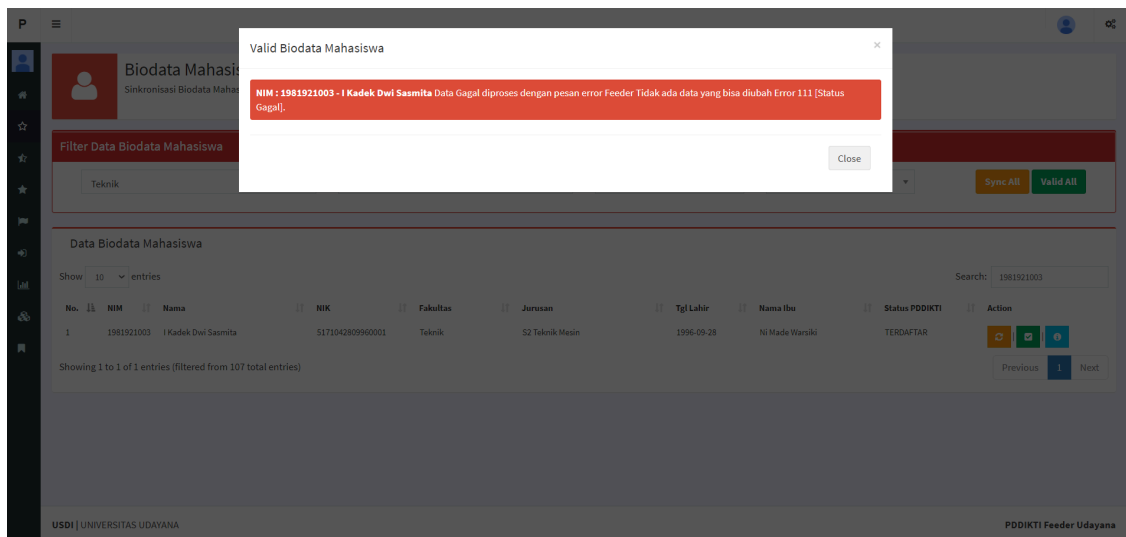 P
Valid Biodata Mahasiswa
×
NIM : 1981921003 - I Kadek Dwi Sasmita Data Gagal diproses dengan pesan error Feeder Tidak ada data yang bisa diubah Error 111 [Status
Gagal].
Close
Biodata Mahasis
Sinkronisasi Biodata Mahas
Filter Data Biodata Mahasiswa
Teknik
Sync All Valid All
Data Biodata Mahasiswa
Show 10 entries
Search: 1981921003
No. NIM Nama NIK Fakultas Jurusan Tgl Lahir Nama Ibu Status PDDIKTI Action
1 1981921003 I Kadek Dwi Sasmita 5171042809960001 Teknik S2 Teknik Mesin 1996-09-28 Ni Made Warsiki TERDAFTAR
Showing 1 to 1 of 1 entries (filtered from 107 total entries)
Previous 1 Next
USDI | UNIVERSITAS UDAYANA
PDDIKTI Feeder Udayana